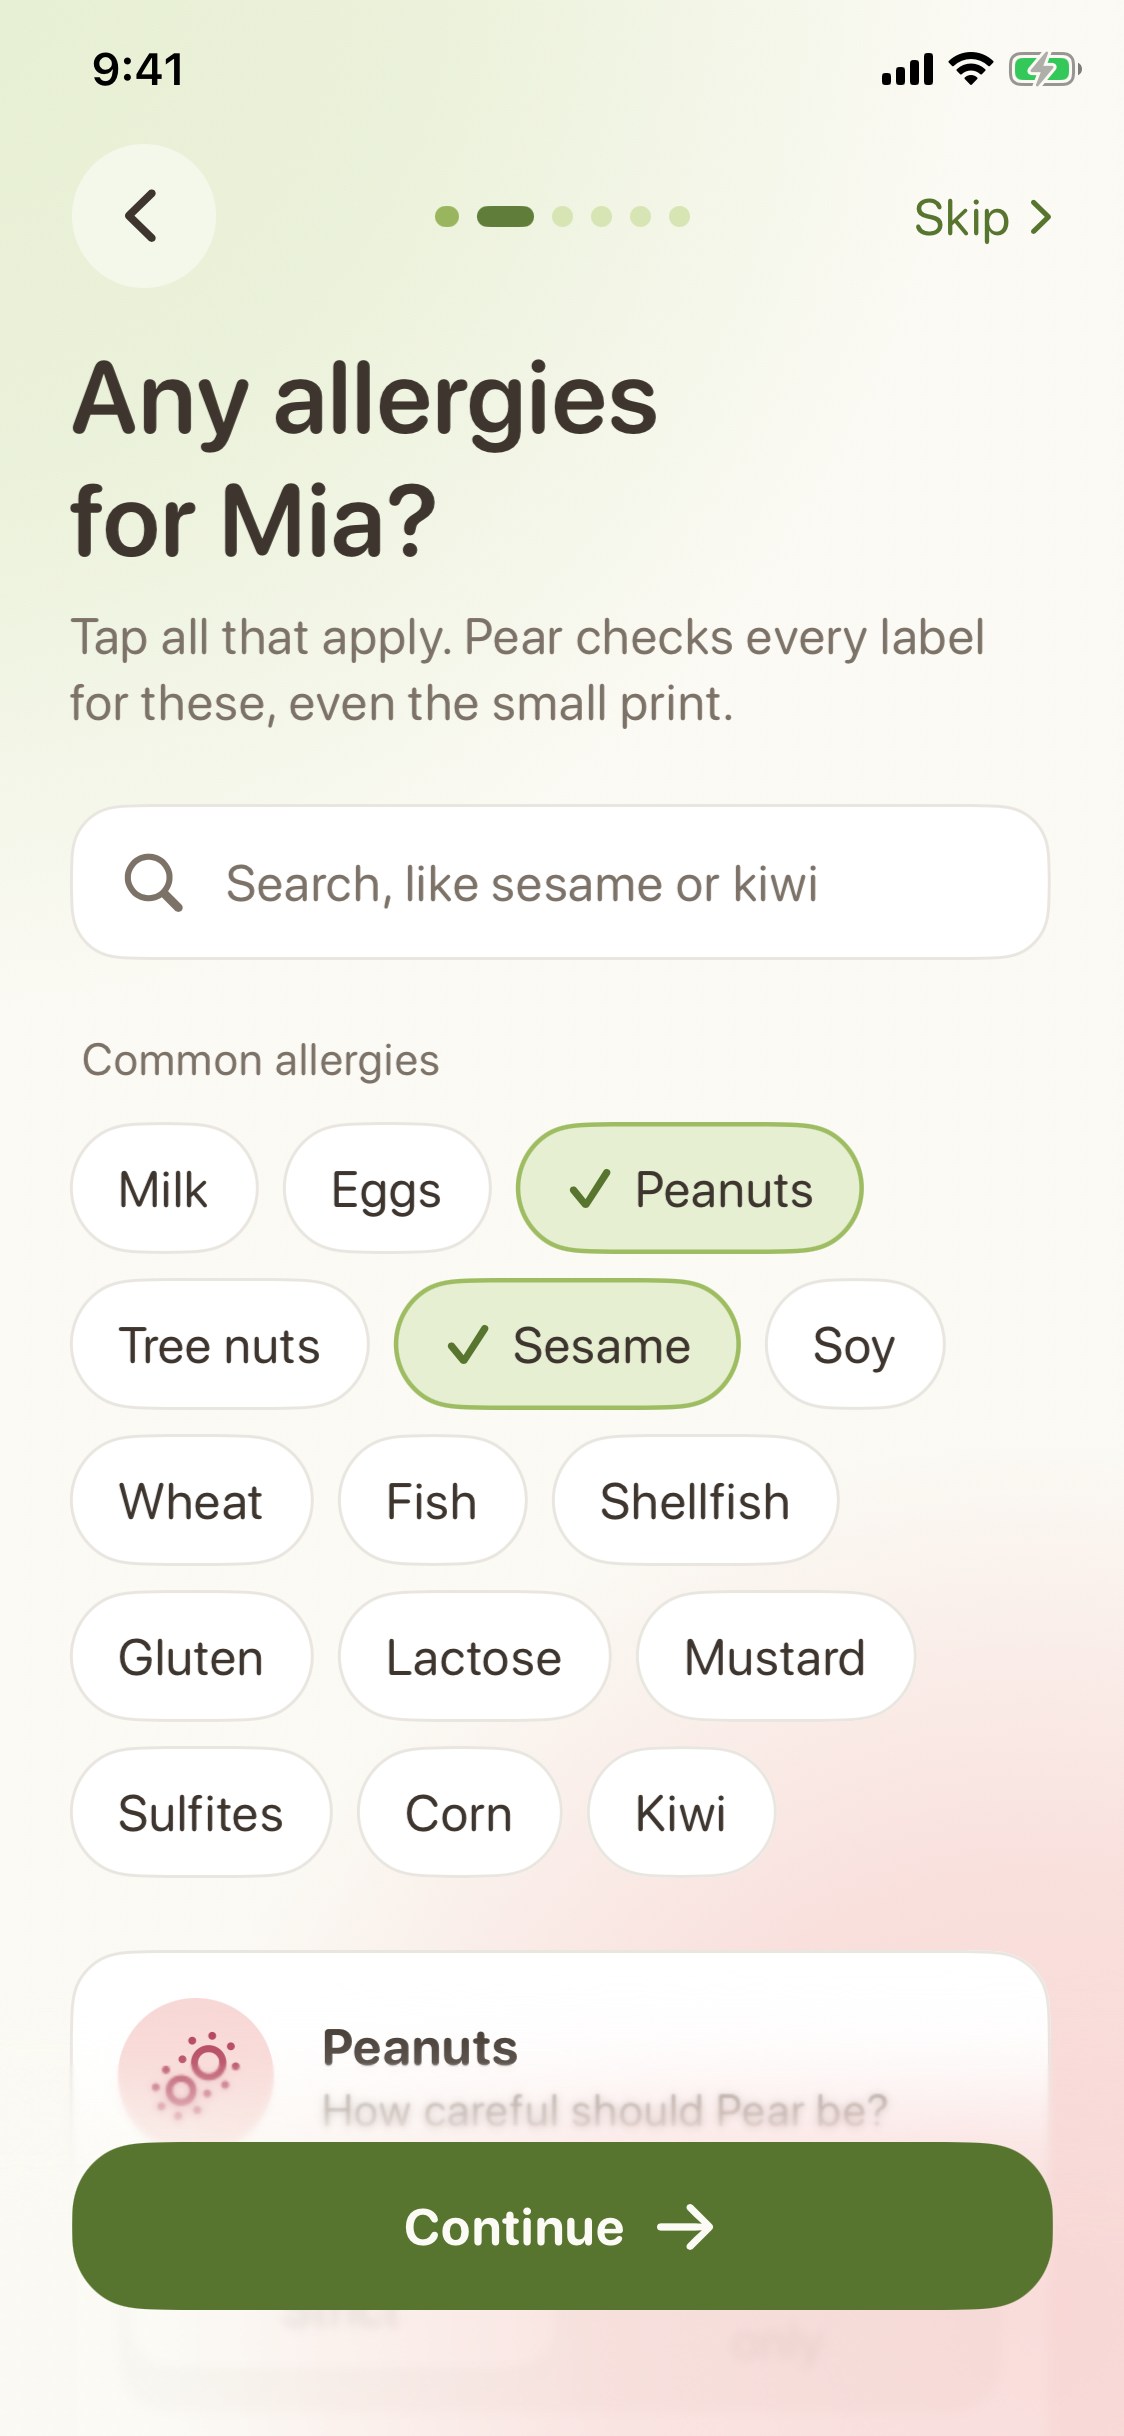 9:41
Skip
Any allergies
for Mia?
Tap all that apply. Pear checks every label
for these, even the small print.
Search, like sesame or kiwi
Common allergies
Milk
Eggs
Peanuts
Tree nuts
Sesame
Soy
Wheat
Fish
Shellfish
Gluten
Lactose
Mustard
Sulfites
Corn
Kiwi
Peanuts
How careful should Pear be?
Continue
only